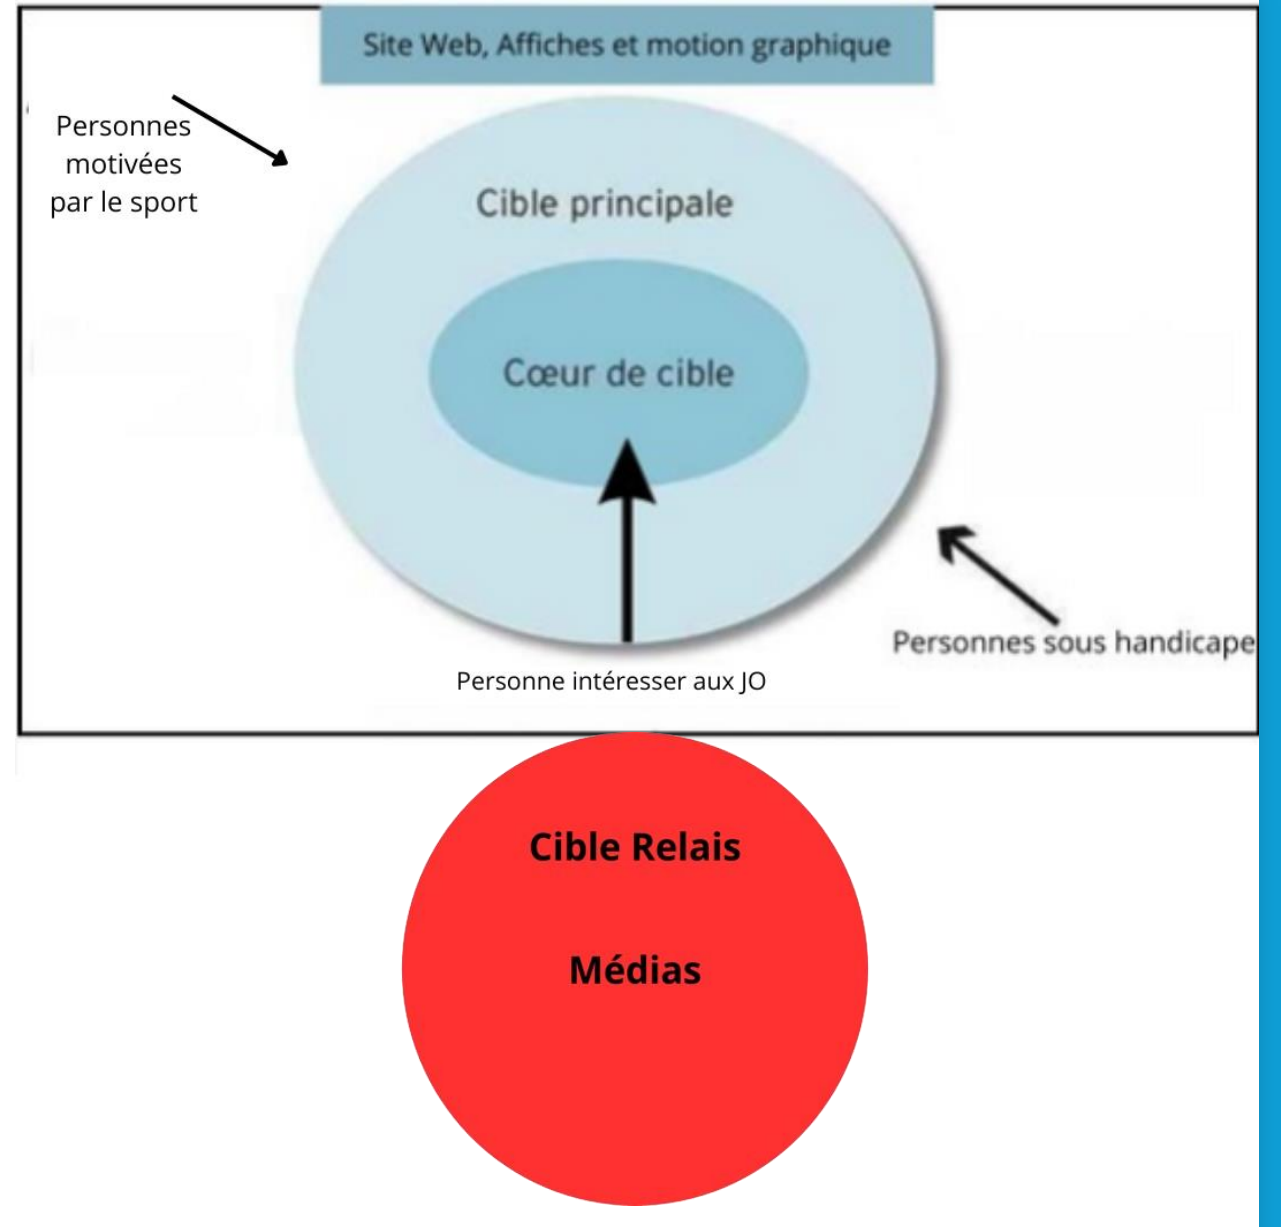 Site Web, Affiches et motion graphique
Personnes
motivées
par le sport
Cible principale
Cœur de cible
Personnes sous handicape
Personne intéresser aux JO
Cible Relais
Médias